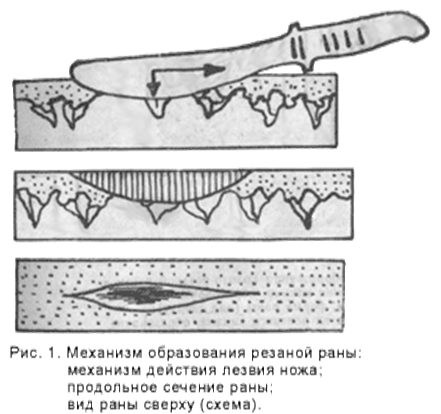 Рис. 1. Механизм образования резаной раны:
механизм действия лезвия ножа;
продольное сечение раны;
вид раны сверху (схема).